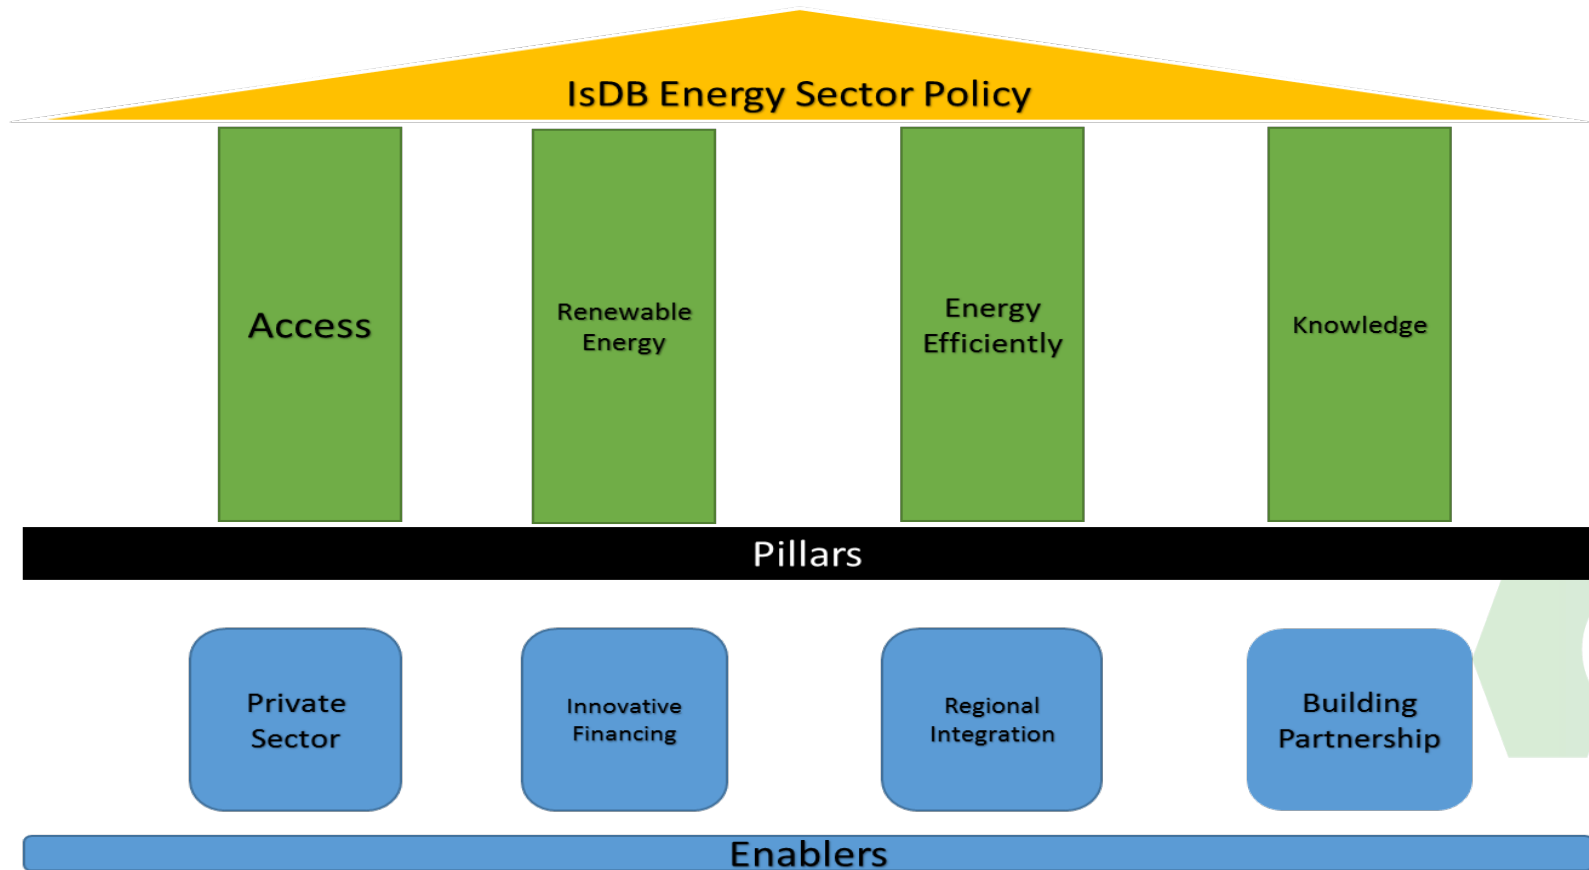 IsDB Energy Sector Policy
Access
Renewable
Energy
Energy
Efficiently
Knowledge
Pillars
Private
Sector
Innovative
Financing
Regional
Integration
Building
Partnership
Enablers